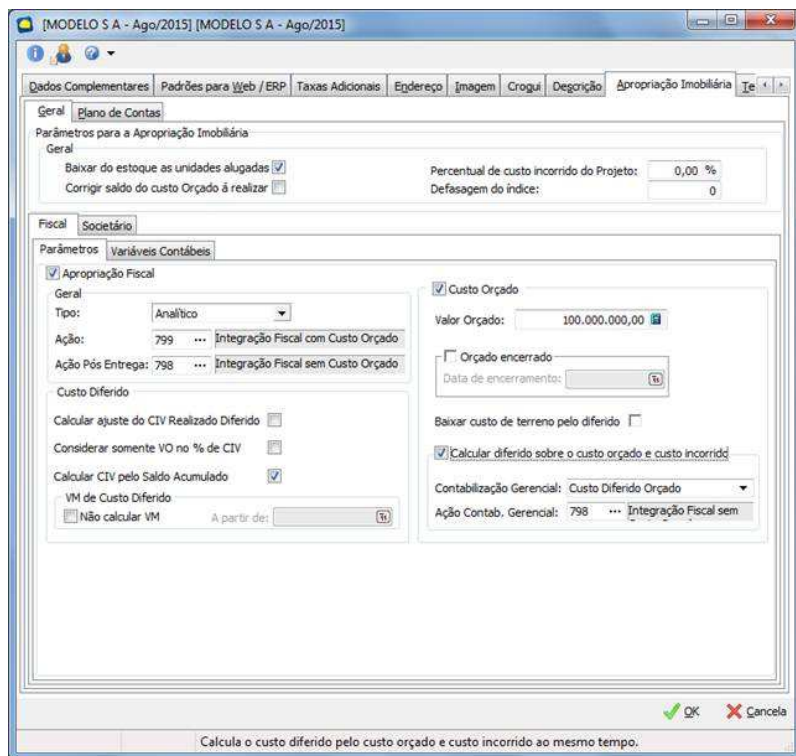 [MODELO S A - Ago/2015] [MODELO S A - Ago/2015]
Dados Complementares Padrões para Web / ERP Taxas Adicionais Endereço Imagem Croqui Descrição Apropriação Imobiliária Te
Geral Plano de Contas
Parâmetros para a Apropriação Imobiliária
Geral
Baixar do estoque as unidades alugadas Percentual de custo incorrido do Projeto: 0,00 %
Corrigir saldo do custo Orçado á realizar Defasagem do índice: 0
Fiscal Societário
Parâmetros Variáveis Contábeis
Apropriação Fiscal
Geral
Tipo: Analítico
Ação: 799 ... Integração Fiscal com Custo Orçado
Ação Pós Entrega: 798 ... Integração Fiscal sem Custo Orçado
Custo Diferido
Calcular ajuste do CIV Realizado Diferido
Considerar somente VO no % de CIV
Calcular CIV pelo Saldo Acumulado
VM de Custo Diferido
Não calcular VM A partir de:
Custo Orçado
Valor Orçado: 100.000.000,00
Orçado encerrado
Data de encerramento:
Baixar custo de terreno pelo diferido
Calcular diferido sobre o custo orçado e custo incorrido
Contabilização Gerencial: Custo Diferido Orçado
Ação Contab. Gerencial: 798 ... Integração Fiscal sem
OK Cancela
Calcula o custo diferido pelo custo orçado e custo incorrido ao mesmo tempo.